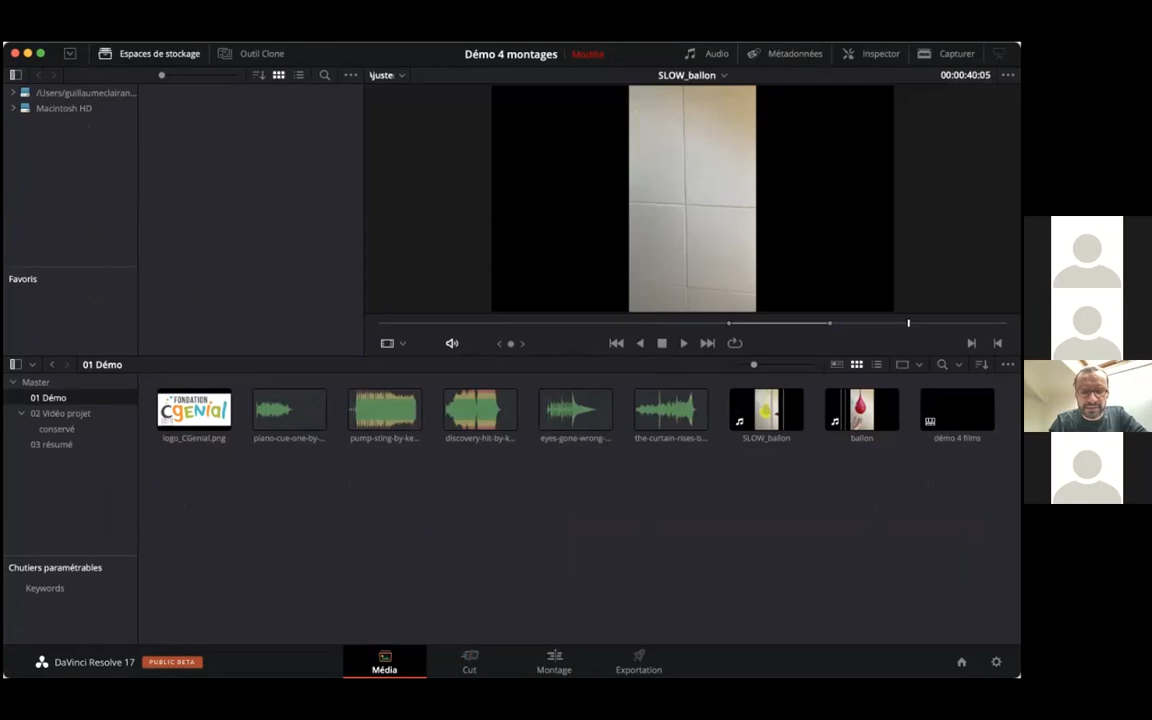 Espaces de stockage
Outil Clone
Démo 4 montages
Modifié
Audio
Métadonnées
Inspector
Capturer
Ajuste
SLOW_ballon
00:00:40:05
/Users/guillaumeclairan...
Macintosh HD
Favoris
01 Démo
Master
01 Démo
02 Vidéo projet
conservé
03 résumé
FONDATION
cgenial
logo_CGenial.png
piano-cue-one-by-...
pump-sting-by-ke...
discovery-hit-by-k...
eyes-gone-wrong-...
the-curtain-rises-b...
SLOW_ballon
ballon
démo 4 films
Chutiers paramétrables
Keywords
DaVinci Resolve 17
PUBLIC BETA
Média
Cut
Montage
Exportation